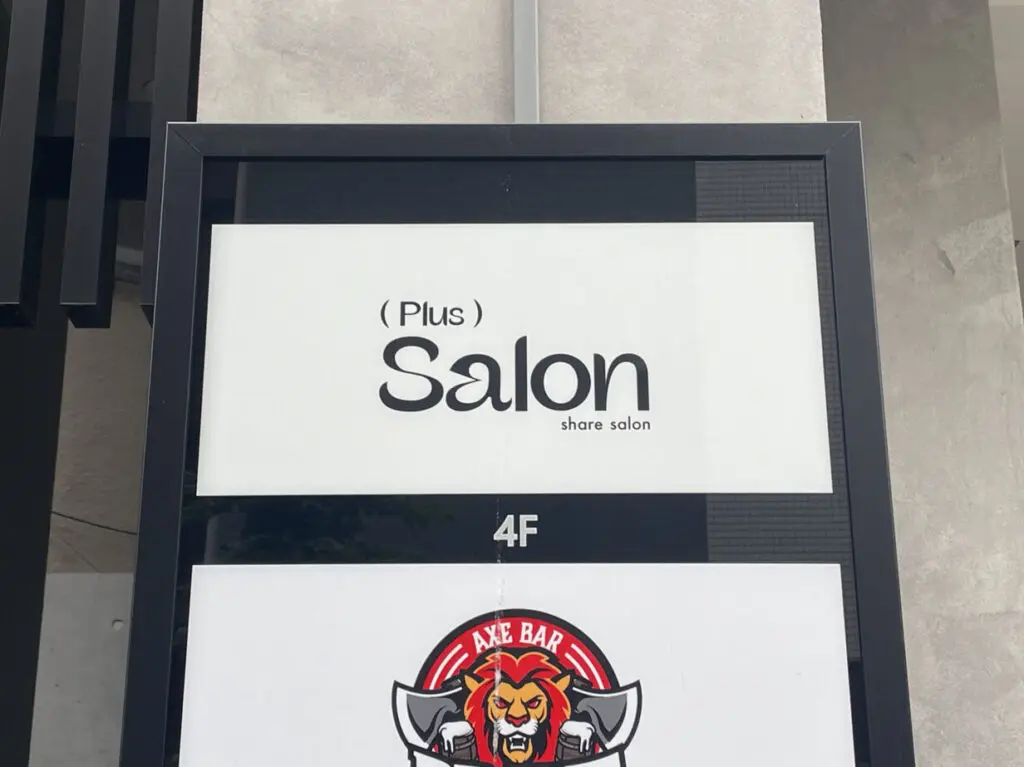 ( Plus )
Salon
share salon
4F
AXE BAR